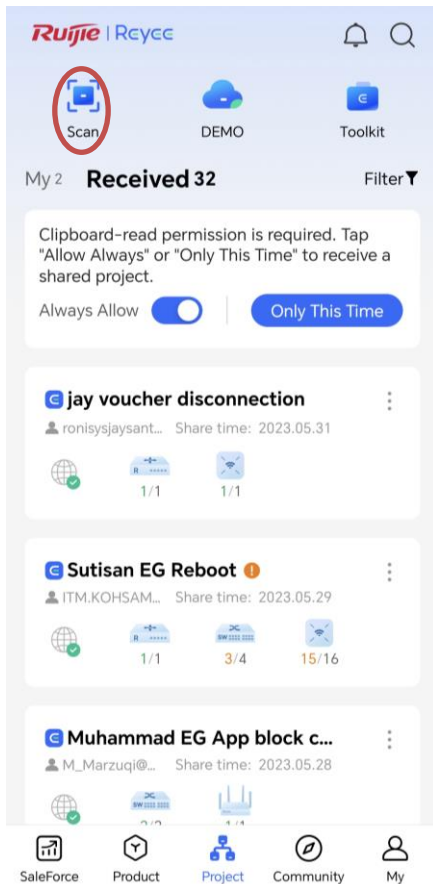 Ruijie | Reyee
Scan DEMO Toolkit
My 2 Received 32 Filter
Clipboard-read permission is required. Tap
"Allow Always" or "Only This Time" to receive a
shared project.
Always Allow Only This Time
jay voucher disconnection
ronisysjaysant... Share time: 2023.05.31
1/1 1/1
Sutisan EG Reboot
ITM.KOHSAM... Share time: 2023.05.29
1/1 3/4 15/16
Muhammad EG App block c...
M_Marzuqi@... Share time: 2023.05.28
SaleForce Product Project Community My